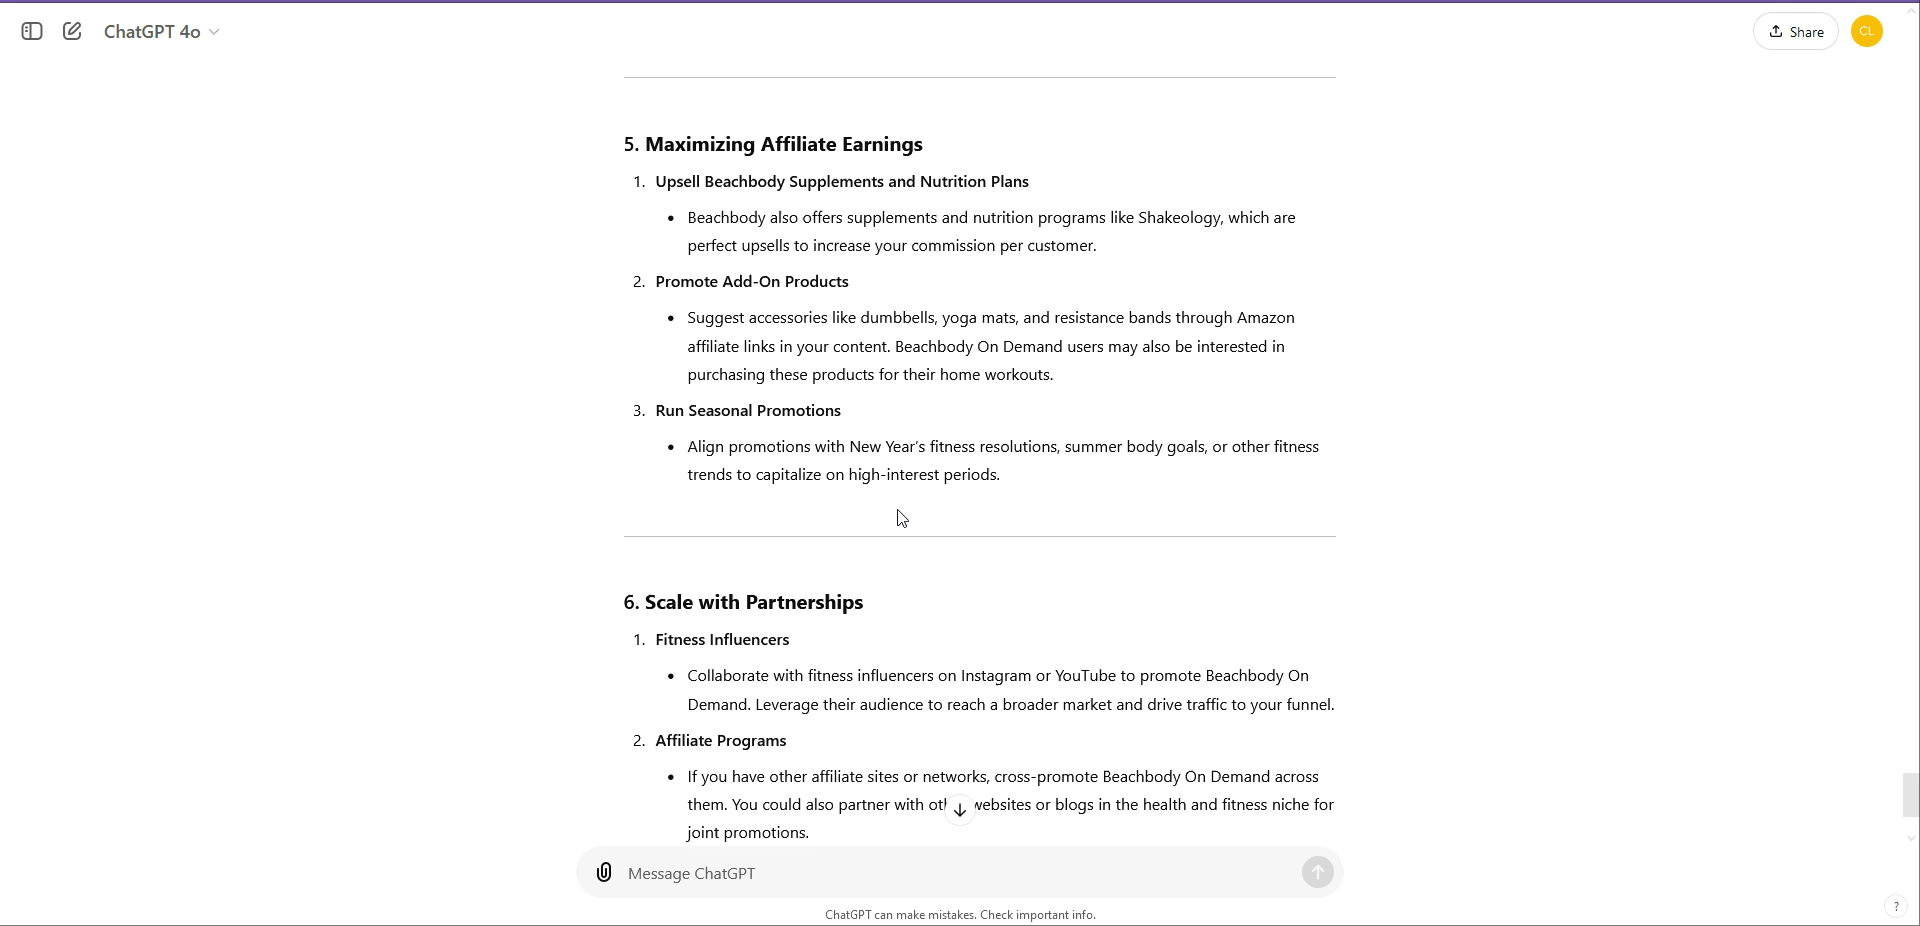 ChatGPT 4o
Share
CL
5. Maximizing Affiliate Earnings
1. Upsell Beachbody Supplements and Nutrition Plans
• Beachbody also offers supplements and nutrition programs like Shakeology, which are
perfect upsells to increase your commission per customer.
2. Promote Add-On Products
• Suggest accessories like dumbbells, yoga mats, and resistance bands through Amazon
affiliate links in your content. Beachbody On Demand users may also be interested in
purchasing these products for their home workouts.
3. Run Seasonal Promotions
• Align promotions with New Year's fitness resolutions, summer body goals, or other fitness
trends to capitalize on high-interest periods.
6. Scale with Partnerships
1. Fitness Influencers
• Collaborate with fitness influencers on Instagram or YouTube to promote Beachbody On
Demand. Leverage their audience to reach a broader market and drive traffic to your funnel.
2. Affiliate Programs
• If you have other affiliate sites or networks, cross-promote Beachbody On Demand across
them. You could also partner with websites or blogs in the health and fitness niche for
joint promotions.
Message ChatGPT
ChatGPT can make mistakes. Check important info.
?